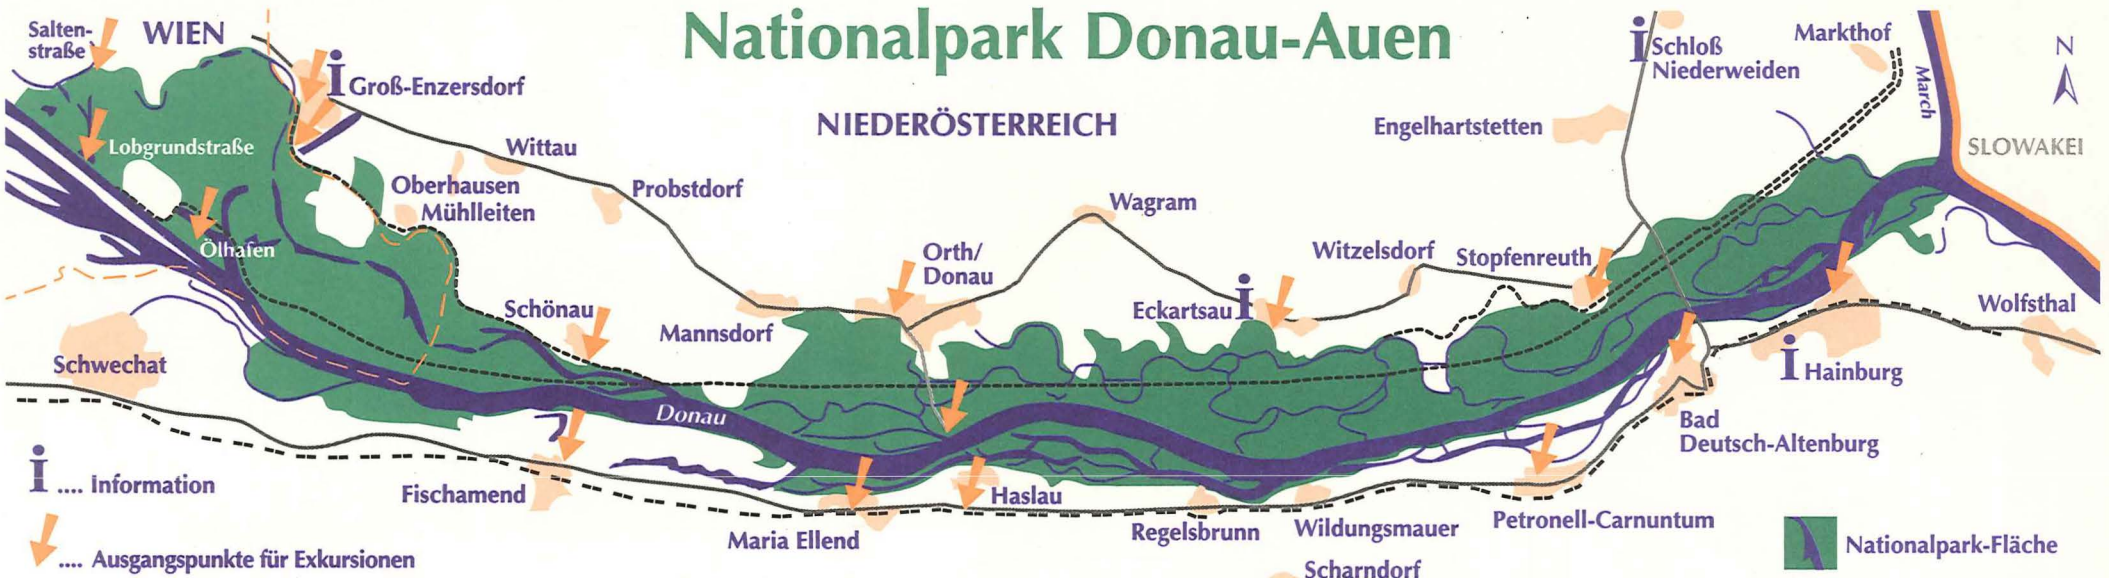 Nationalpark Donau-Auen
Salten-
straße
WIEN
i
Groß-Enzersdorf
NIEDERÖSTERREICH
i
Schloß
Niederweiden
Markthof
March
N
SLOWAKEI
Engelhartstetten
Lobgrundstraße
Wittau
Oberhausen
Mühlleiten
Probstdorf
Wagram
Ölhafen
Orth/
Donau
Witzelsdorf
Stopfenreuth
Eckartsau
i
Schönau
Mannsdorf
Wolfsthal
Schwechat
i
Hainburg
Donau
Bad
Deutsch-Altenburg
Fischamend
Haslau
Maria Ellend
Regelsbrunn
Wildungsmauer
Petronell-Carnuntum
Scharndorf
i .... Information
.... Ausgangspunkte für Exkursionen
Nationalpark-Fläche